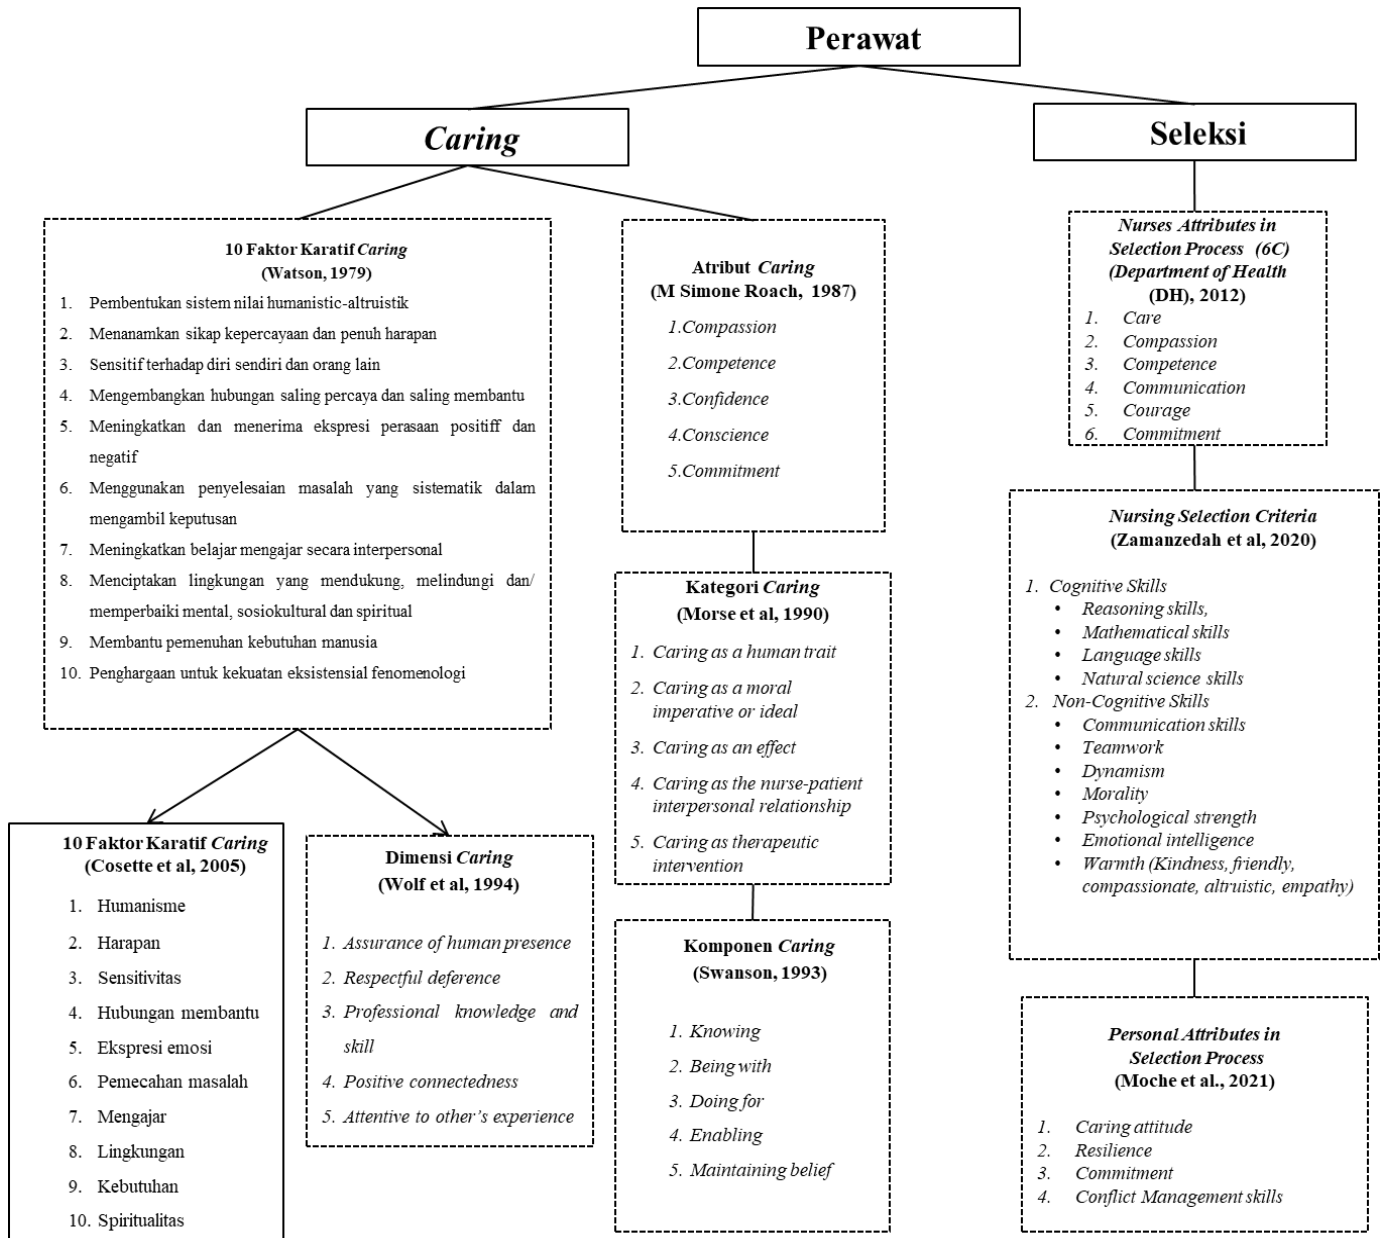 Perawat
Caring
Seleksi
10 Faktor Karatif Caring
(Watson, 1979)
1. Pembentukan sistem nilai humanistic-altruistik
2. Menanamkan sikap kepercayaan dan penuh harapan
3. Sensitif terhadap diri sendiri dan orang lain
4. Mengembangkan hubungan saling percaya dan saling membantu
5. Meningkatkan dan menerima ekspresi perasaan positiff dan
negatif
6. Menggunakan penyelesaian masalah yang sistematik dalam
mengambil keputusan
7. Meningkatkan belajar mengajar secara interpersonal
8. Menciptakan lingkungan yang mendukung, melindungi dan/
memperbaiki mental, sosiokultural dan spiritual
9. Membantu pemenuhan kebutuhan manusia
10. Penghargaan untuk kekuatan eksistensial fenomenologi
10 Faktor Karatif Caring
(Cosette et al, 2005)
1. Humanisme
2. Harapan
3. Sensitivitas
4. Hubungan membantu
5. Ekspresi emosi
6. Pemecahan masalah
7. Mengajar
8. Lingkungan
9. Kebutuhan
10. Spiritualitas
Dimensi Caring
(Wolf et al, 1994)
1. Assurance of human presence
2. Respectful deference
3. Professional knowledge and
skill
4. Positive connectedness
5. Attentive to other’s experience
Atribut Caring
(M Simone Roach, 1987)
1.Compassion
2.Competence
3.Confidence
4.Conscience
5.Commitment
Kategori Caring
(Morse et al, 1990)
1. Caring as a human trait
2. Caring as a moral
imperative or ideal
3. Caring as an effect
4. Caring as the nurse-patient
interpersonal relationship
5. Caring as therapeutic
intervention
Komponen Caring
(Swanson, 1993)
1. Knowing
2. Being with
3. Doing for
4. Enabling
5. Maintaining belief
Nurses Attributes in
Selection Process (6C)
(Department of Health
(DH), 2012)
1. Care
2. Compassion
3. Competence
4. Communication
5. Courage
6. Commitment
Nursing Selection Criteria
(Zamanzedah et al, 2020)
1. Cognitive Skills
• Reasoning skills,
• Mathematical skills
• Language skills
• Natural science skills
2. Non-Cognitive Skills
• Communication skills
• Teamwork
• Dynamism
• Morality
• Psychological strength
• Emotional intelligence
• Warmth (Kindness, friendly,
compassionate, altruistic, empathy)
Personal Attributes in
Selection Process
(Moche et al., 2021)
1. Caring attitude
2. Resilience
3. Commitment
4. Conflict Management skills